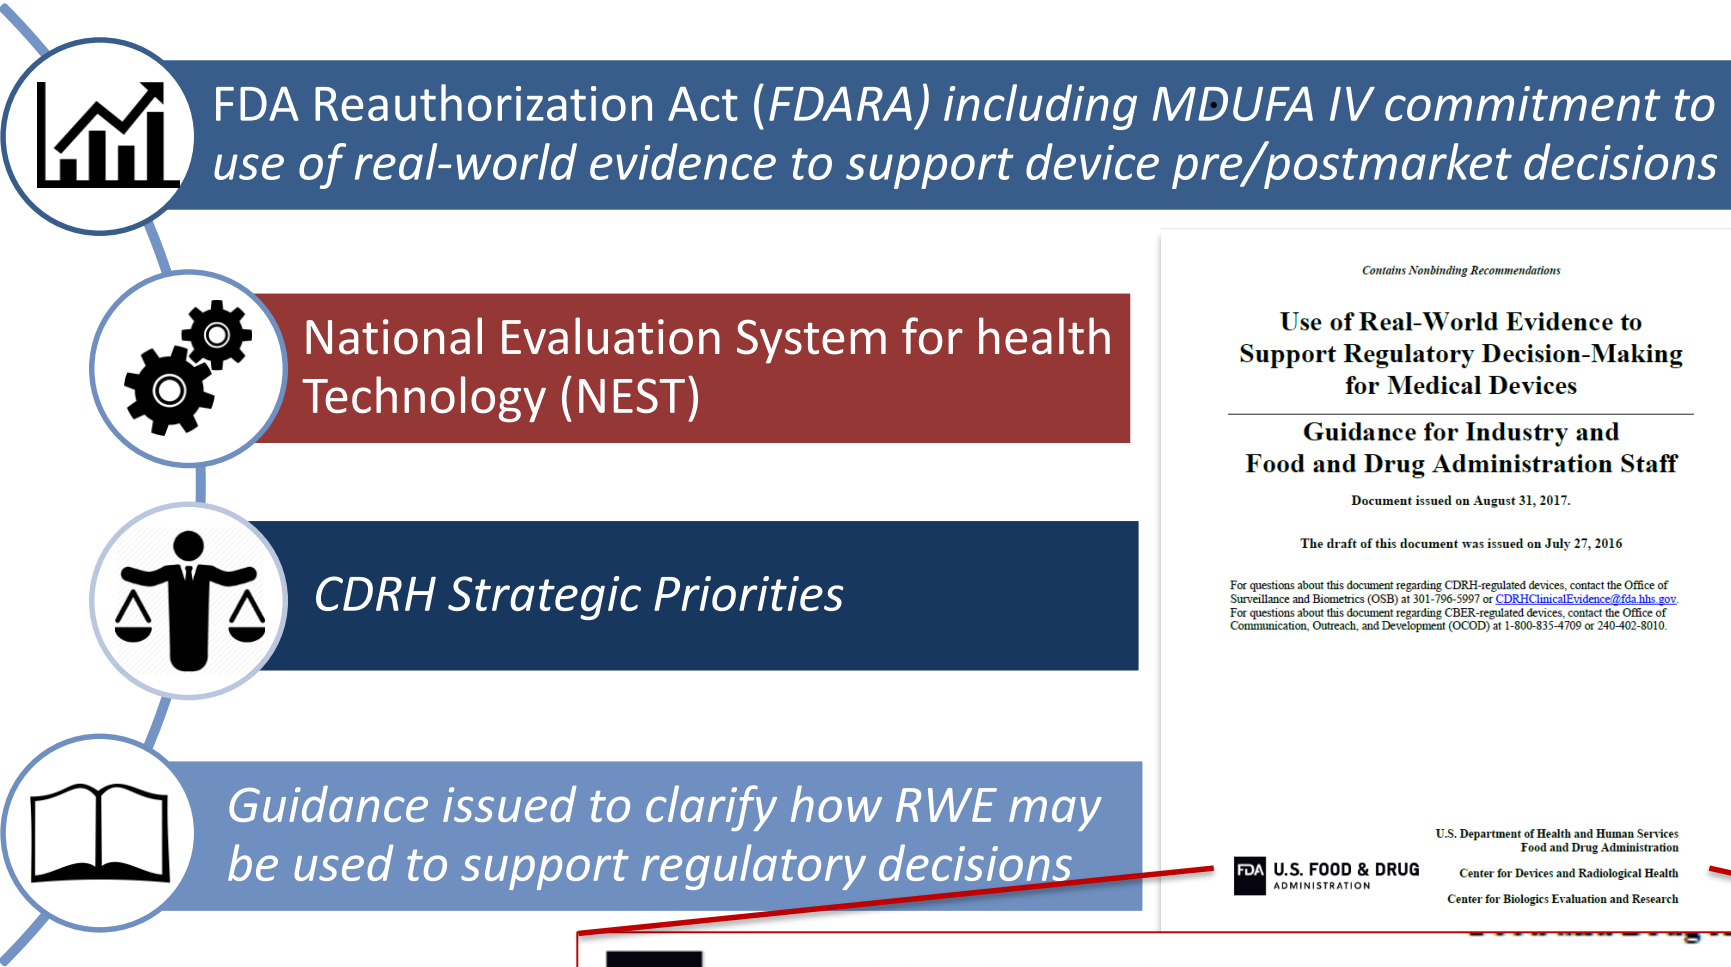 FDA Reauthorization Act (FDARA) including MDUFA IV commitment to
use of real-world evidence to support device pre/postmarket decisions
National Evaluation System for health
Technology (NEST)
CDRH Strategic Priorities
Guidance issued to clarify how RWE may
be used to support regulatory decisions
Contains Nonbinding Recommendations
Use of Real-World Evidence to
Support Regulatory Decision-Making
for Medical Devices
Guidance for Industry and
Food and Drug Administration Staff
Document issued on August 31, 2017.
The draft of this document was issued on July 27, 2016
For questions about this document regarding CDRH-regulated devices, contact the Office of
Surveillance and Biometrics (OSB) at 301-796-5997 or CDRHClinicalEvidence@fda.hhs.gov.
For questions about this document regarding CBER-regulated devices, contact the Office of
Communication, Outreach, and Development (OCOD) at 1-800-835-4709 or 240-402-8010.
FDA U.S. FOOD & DRUG
ADMINISTRATION
U.S. Department of Health and Human Services
Food and Drug Administration
Center for Devices and Radiological Health
Center for Biologics Evaluation and Research